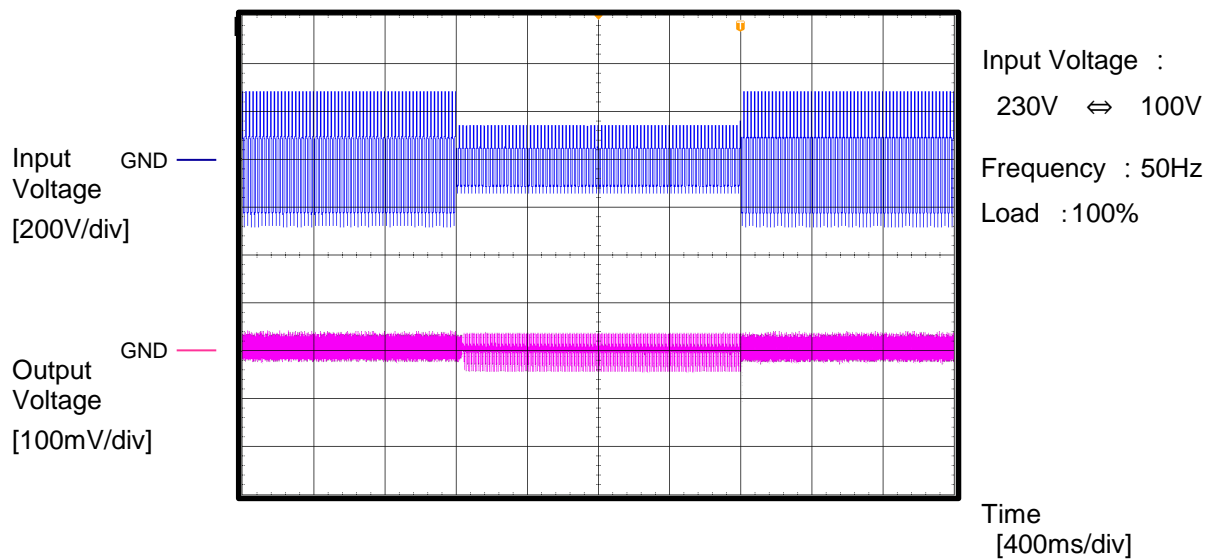 T
Input Voltage :
230V ⇔ 100V
Input
Voltage
GND
[200V/div]
Frequency : 50Hz
Load : 100%
GND
Output
Voltage
[100mV/div]
Time
[400ms/div]